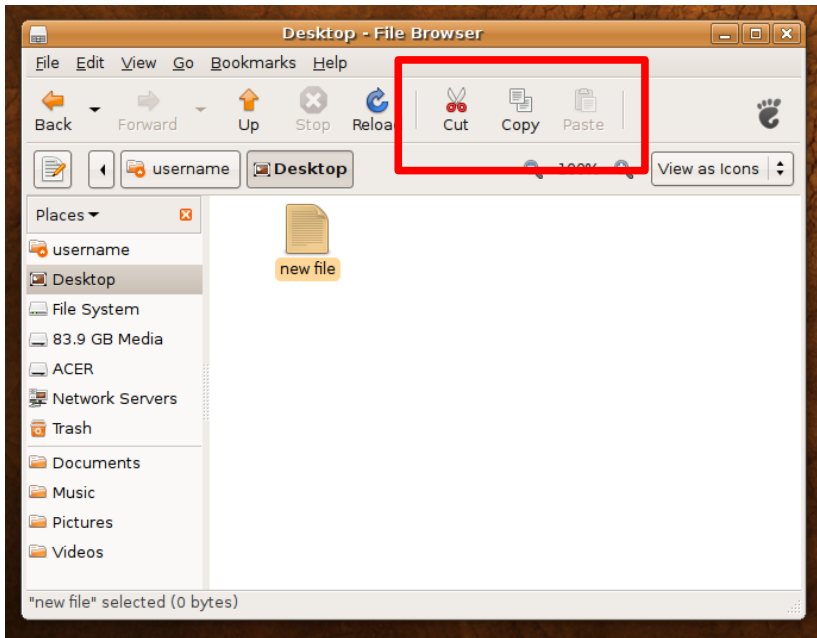 Desktop - File Browser
File Edit View Go Bookmarks Help
Back Forward Up Stop Reload Cut Copy Paste
username Desktop 100% View as Icons
Places
username
Desktop
File System
83.9 GB Media
ACER
Network Servers
Trash
Documents
Music
Pictures
Videos
new file
"new file" selected (0 bytes)